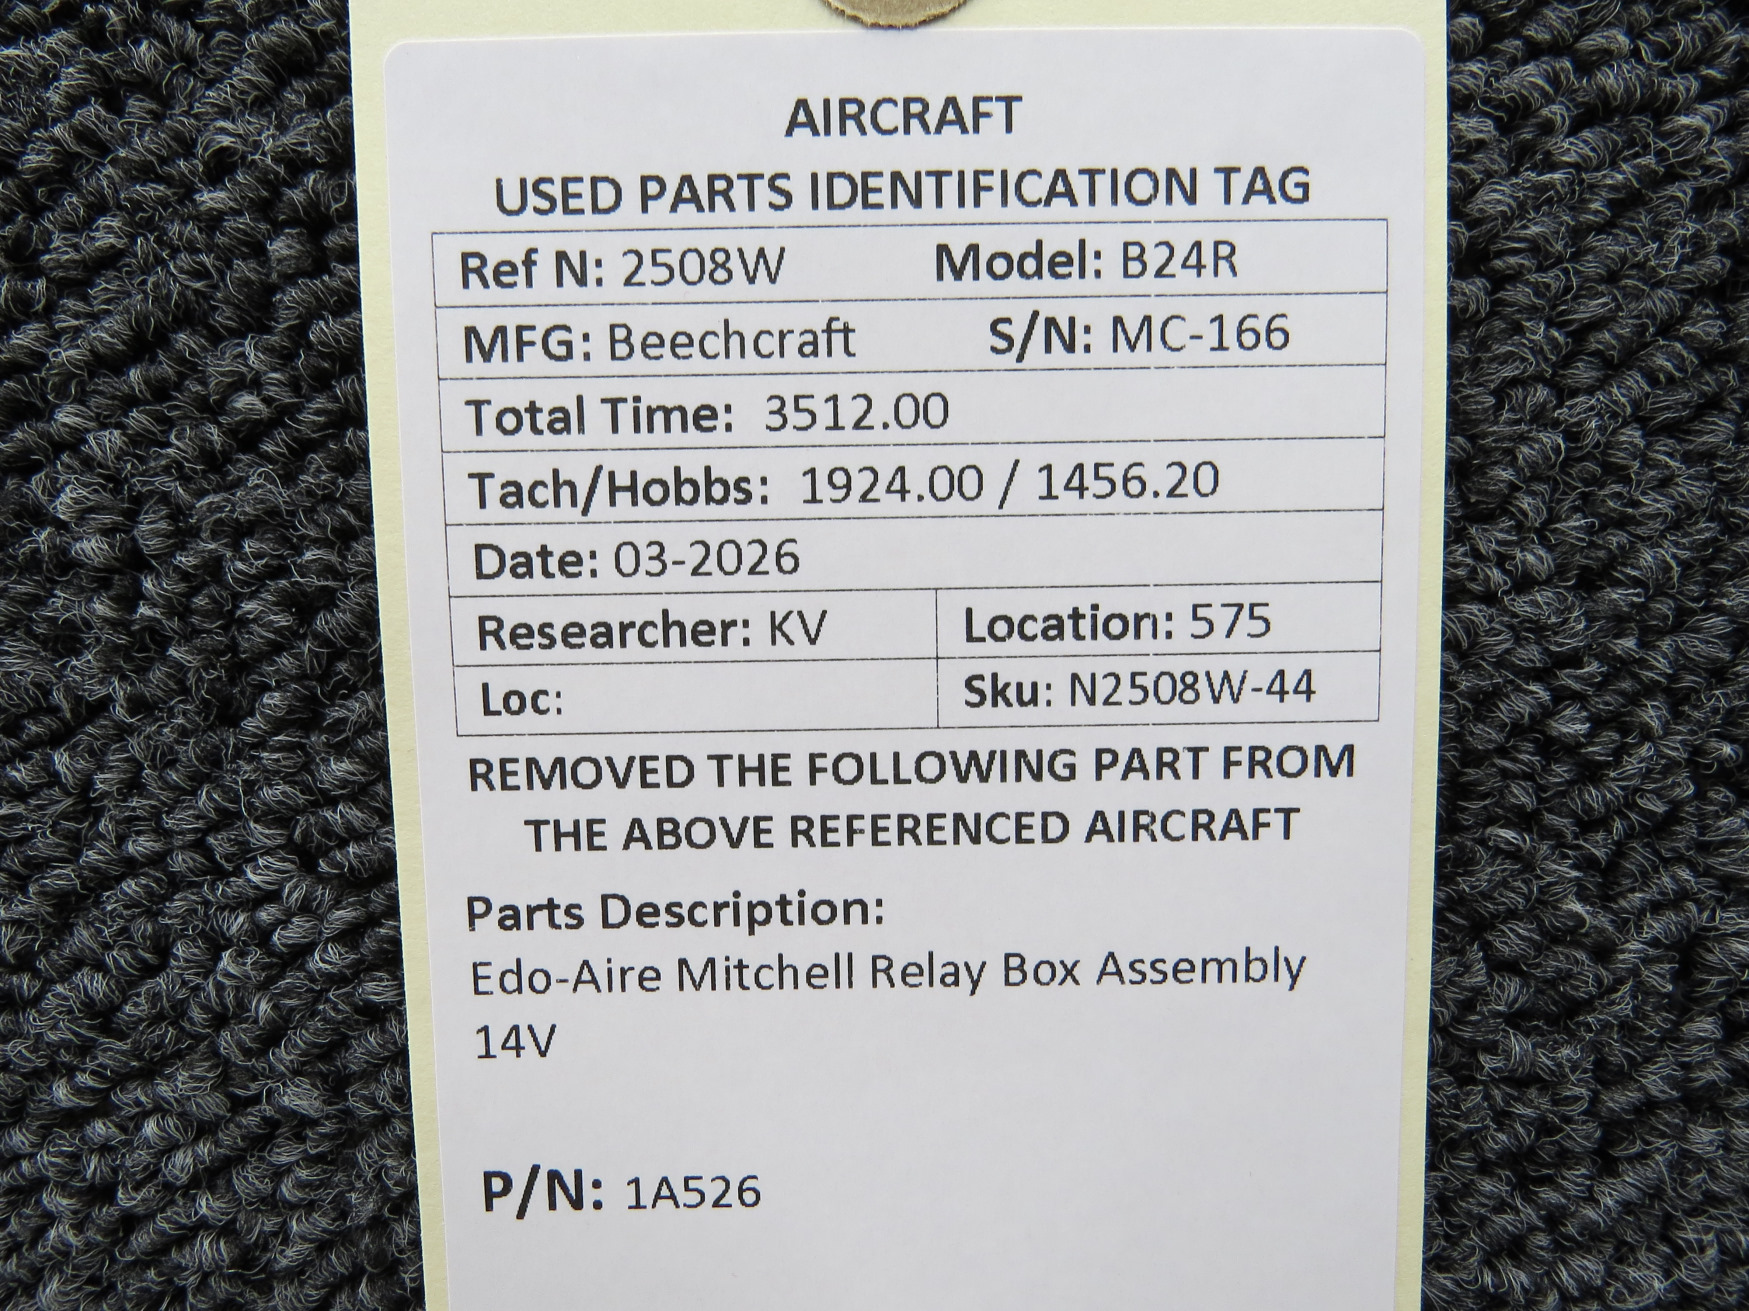 AIRCRAFT
USED PARTS IDENTIFICATION TAG
Ref N: 2508W Model: B24R
MFG: Beechcraft S/N: MC-166
Total Time: 3512.00
Tach/Hobbs: 1924.00 / 1456.20
Date: 03-2026
Researcher: KV Location: 575
Loc: Sku: N2508W-44
REMOVED THE FOLLOWING PART FROM
THE ABOVE REFERENCED AIRCRAFT
Parts Description:
Edo-Aire Mitchell Relay Box Assembly
14V
P/N: 1A526